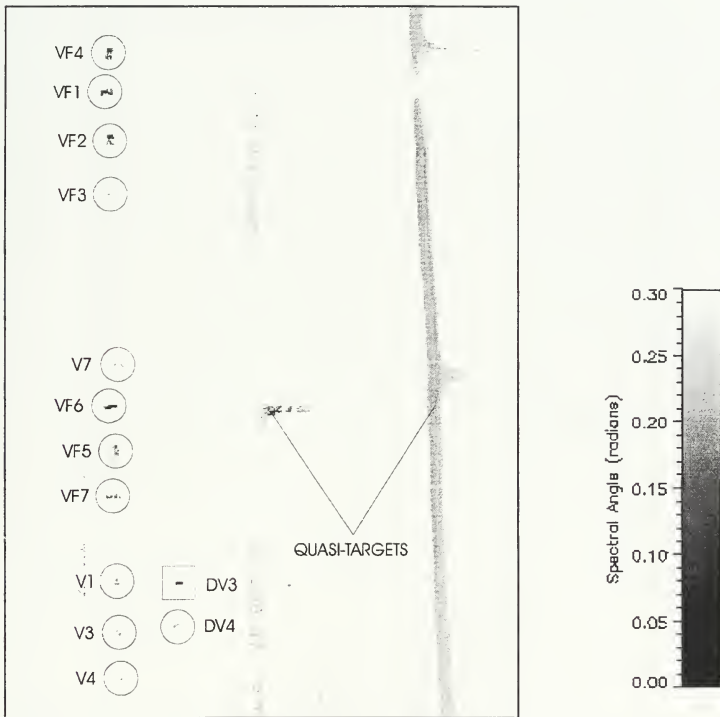 VF4
VF1
VF2
VF3
V7
VF6
VF5
VF7
QUASI-TARGETS
V1
DV3
V3
DV4
V4
0.30
0.25
0.20
0.15
0.10
0.05
0.00
Spectral Angle (radians)